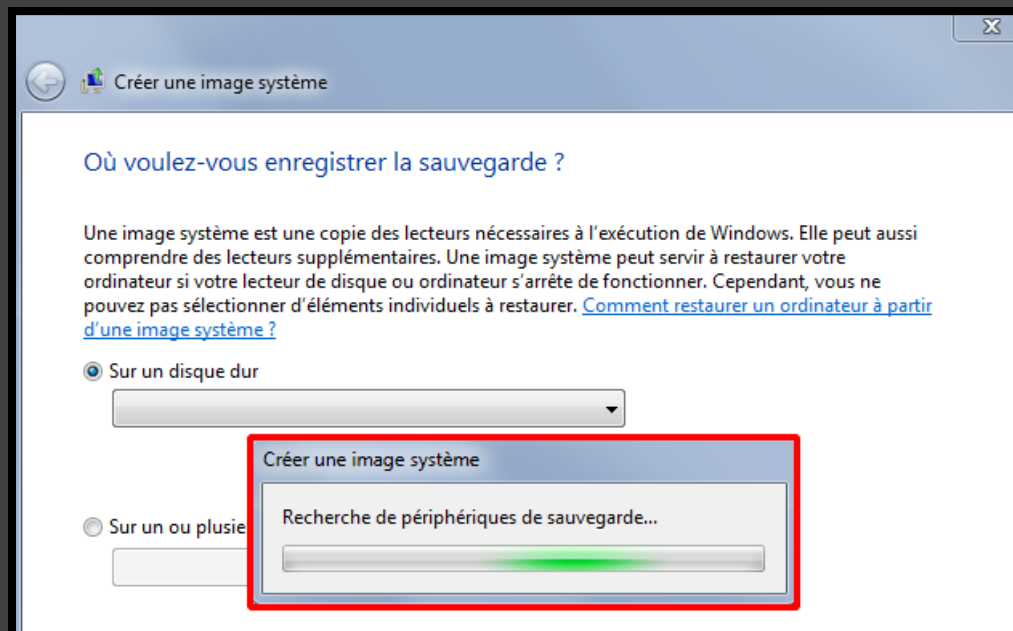 Créer une image système
Où voulez-vous enregistrer la sauvegarde ?
Une image système est une copie des lecteurs nécessaires à l’exécution de Windows. Elle peut aussi
comprendre des lecteurs supplémentaires. Une image système peut servir à restaurer votre
ordinateur si votre lecteur de disque ou ordinateur s’arrête de fonctionner. Cependant, vous ne
pouvez pas sélectionner d’éléments individuels à restaurer. Comment restaurer un ordinateur à partir
d’une image système ?
Sur un disque dur
Créer une image système
Recherche de périphériques de sauvegarde...
Sur un ou plusie